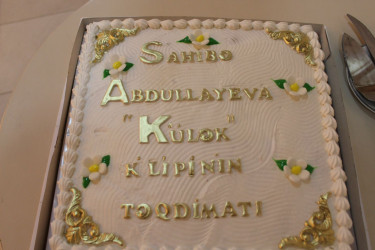 SAHİBƏ
ABDULLAYEVA
"KÜLƏK"
KLİPİNİN
TƏQDİMATI